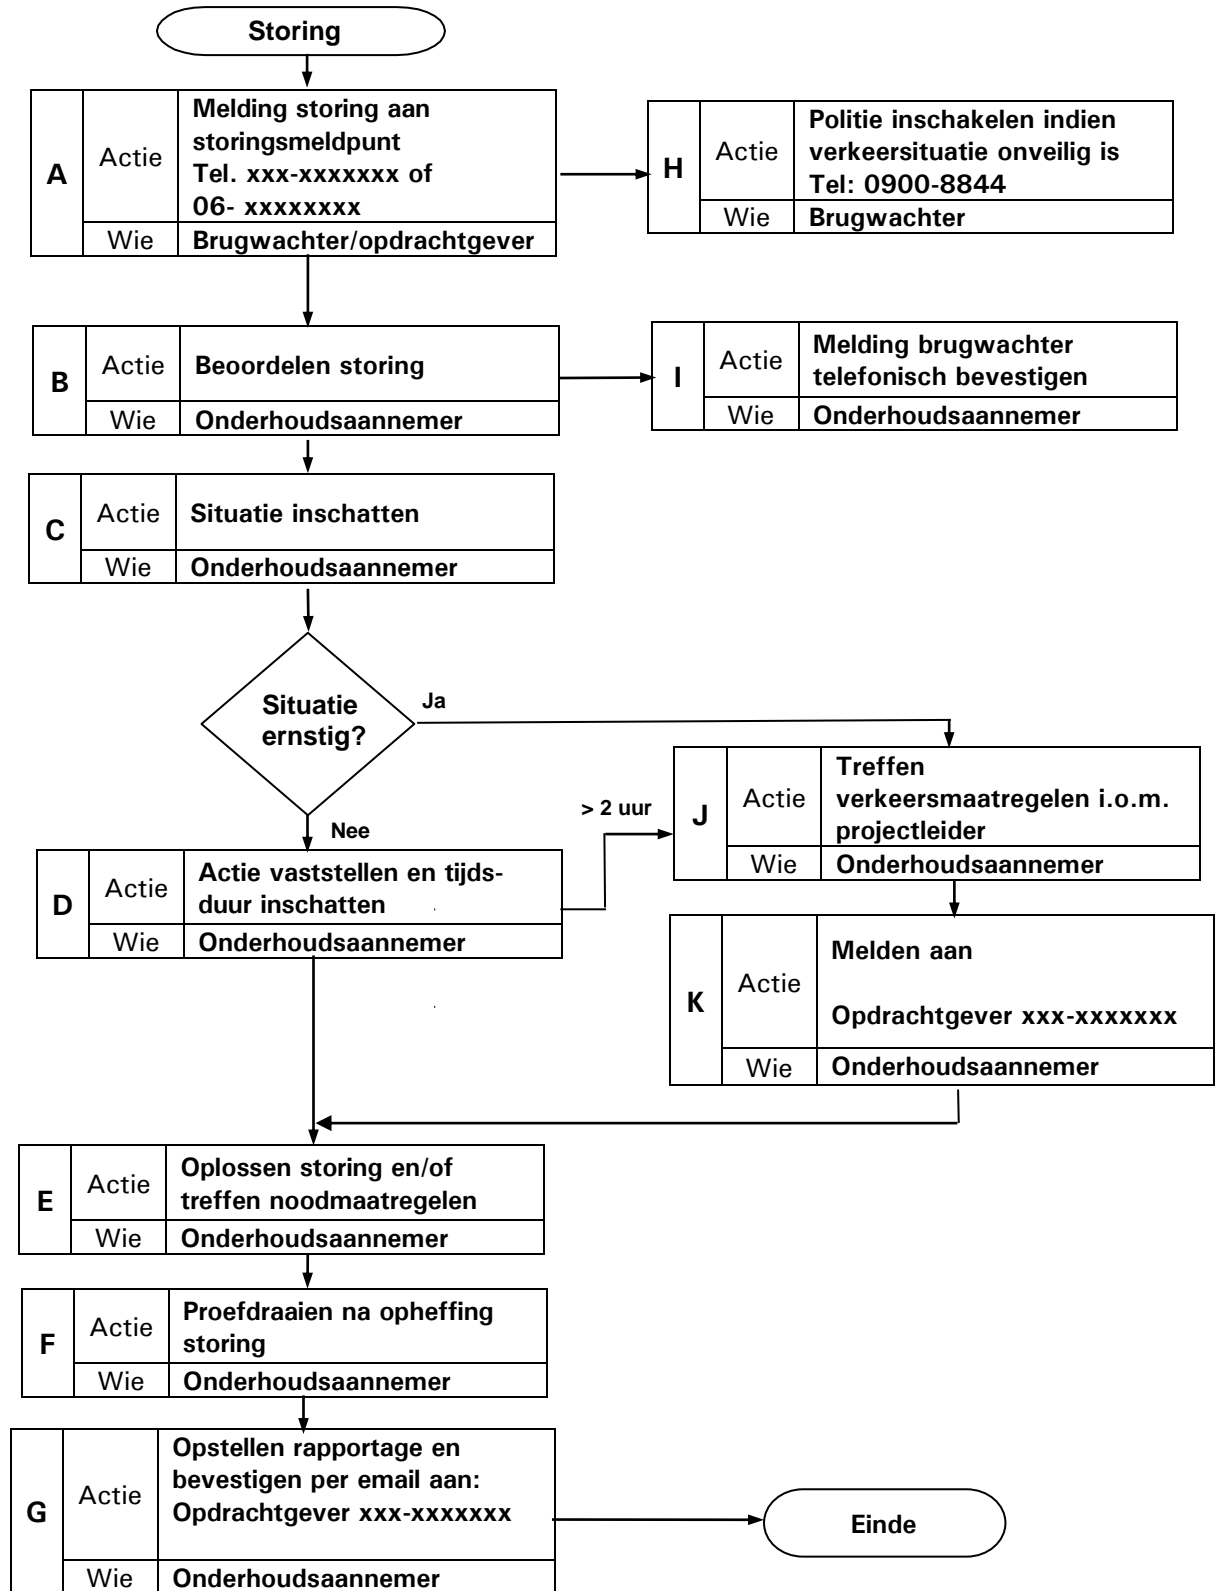 Storing
A
Actie
Melding storing aan
storingsmeldpunt
Tel. xxx-xxxxxxx of
06- xxxxxxxx
Wie
Brugwachter/opdrachtgever
H
Actie
Politie inschakelen indien
verkeersituatie onveilig is
Tel: 0900-8844
Wie
Brugwachter
B
Actie
Beoordelen storing
Wie
Onderhoudsaannemer
I
Actie
Melding brugwachter
telefonisch bevestigen
Wie
Onderhoudsaannemer
C
Actie
Situatie inschatten
Wie
Onderhoudsaannemer
Situatie
ernstig?
Ja
Nee
D
Actie
Actie vaststellen en tijds-
duur inschatten
Wie
Onderhoudsaannemer
> 2 uur
J
Actie
Treffen
verkeersmaatregelen i.o.m.
projectleider
Wie
Onderhoudsaannemer
K
Actie
Melden aan
Opdrachtgever xxx-xxxxxxx
Wie
Onderhoudsaannemer
E
Actie
Oplossen storing en/of
treffen noodmaatregelen
Wie
Onderhoudsaannemer
F
Actie
Proefdraaien na opheffing
storing
Wie
Onderhoudsaannemer
G
Actie
Opstellen rapportage en
bevestigen per email aan:
Opdrachtgever xxx-xxxxxxx
Wie
Onderhoudsaannemer
Einde